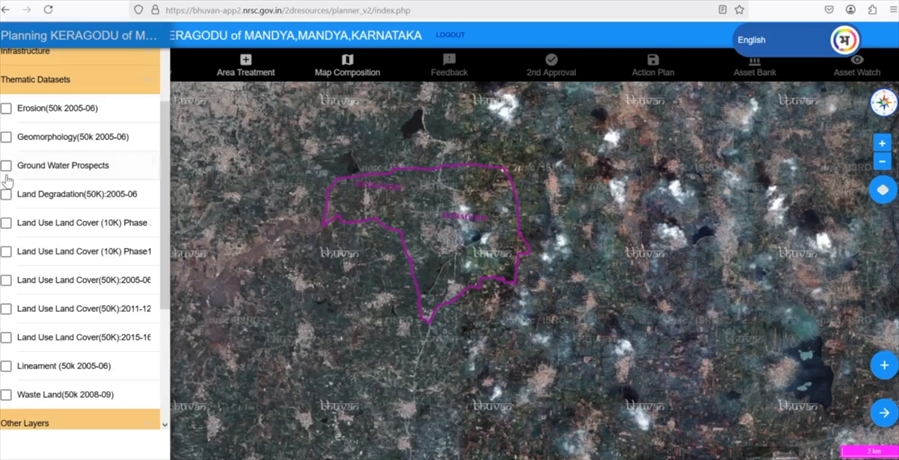 https://bhuvan-app2.nrsc.gov.in/2dresources/planner_v2/index.php
Planning KERAGODU of M... ERAGODU of MANDYA,MANDYA,KARNATAKA LOGOUT
English भ
Infrastructure
Area Treatment Map Composition Feedback 2nd Approval Action Plan Asset Bank Asset Watch
Thematic Datasets
Erosion(50k 2005-06)
Geomorphology(50k 2005-06)
Ground Water Prospects
Land Degradation(50K):2005-06
Land Use Land Cover (10K) Phase
Land Use Land Cover (10K) Phase1
Land Use Land Cover(50K):2005-06
Land Use Land Cover(50K):2011-12
Land Use Land Cover(50K):2015-16
Lineament (50k 2005-06)
Waste Land(50k 2008-09)
Other Layers
bhuvan bhuvan bhuvan bhuvan bhuvan
bhuvan bhuvan bhuvan bhuvan bhuvan
bhuvan bhuvan bhuvan bhuvan bhuvan
2 km